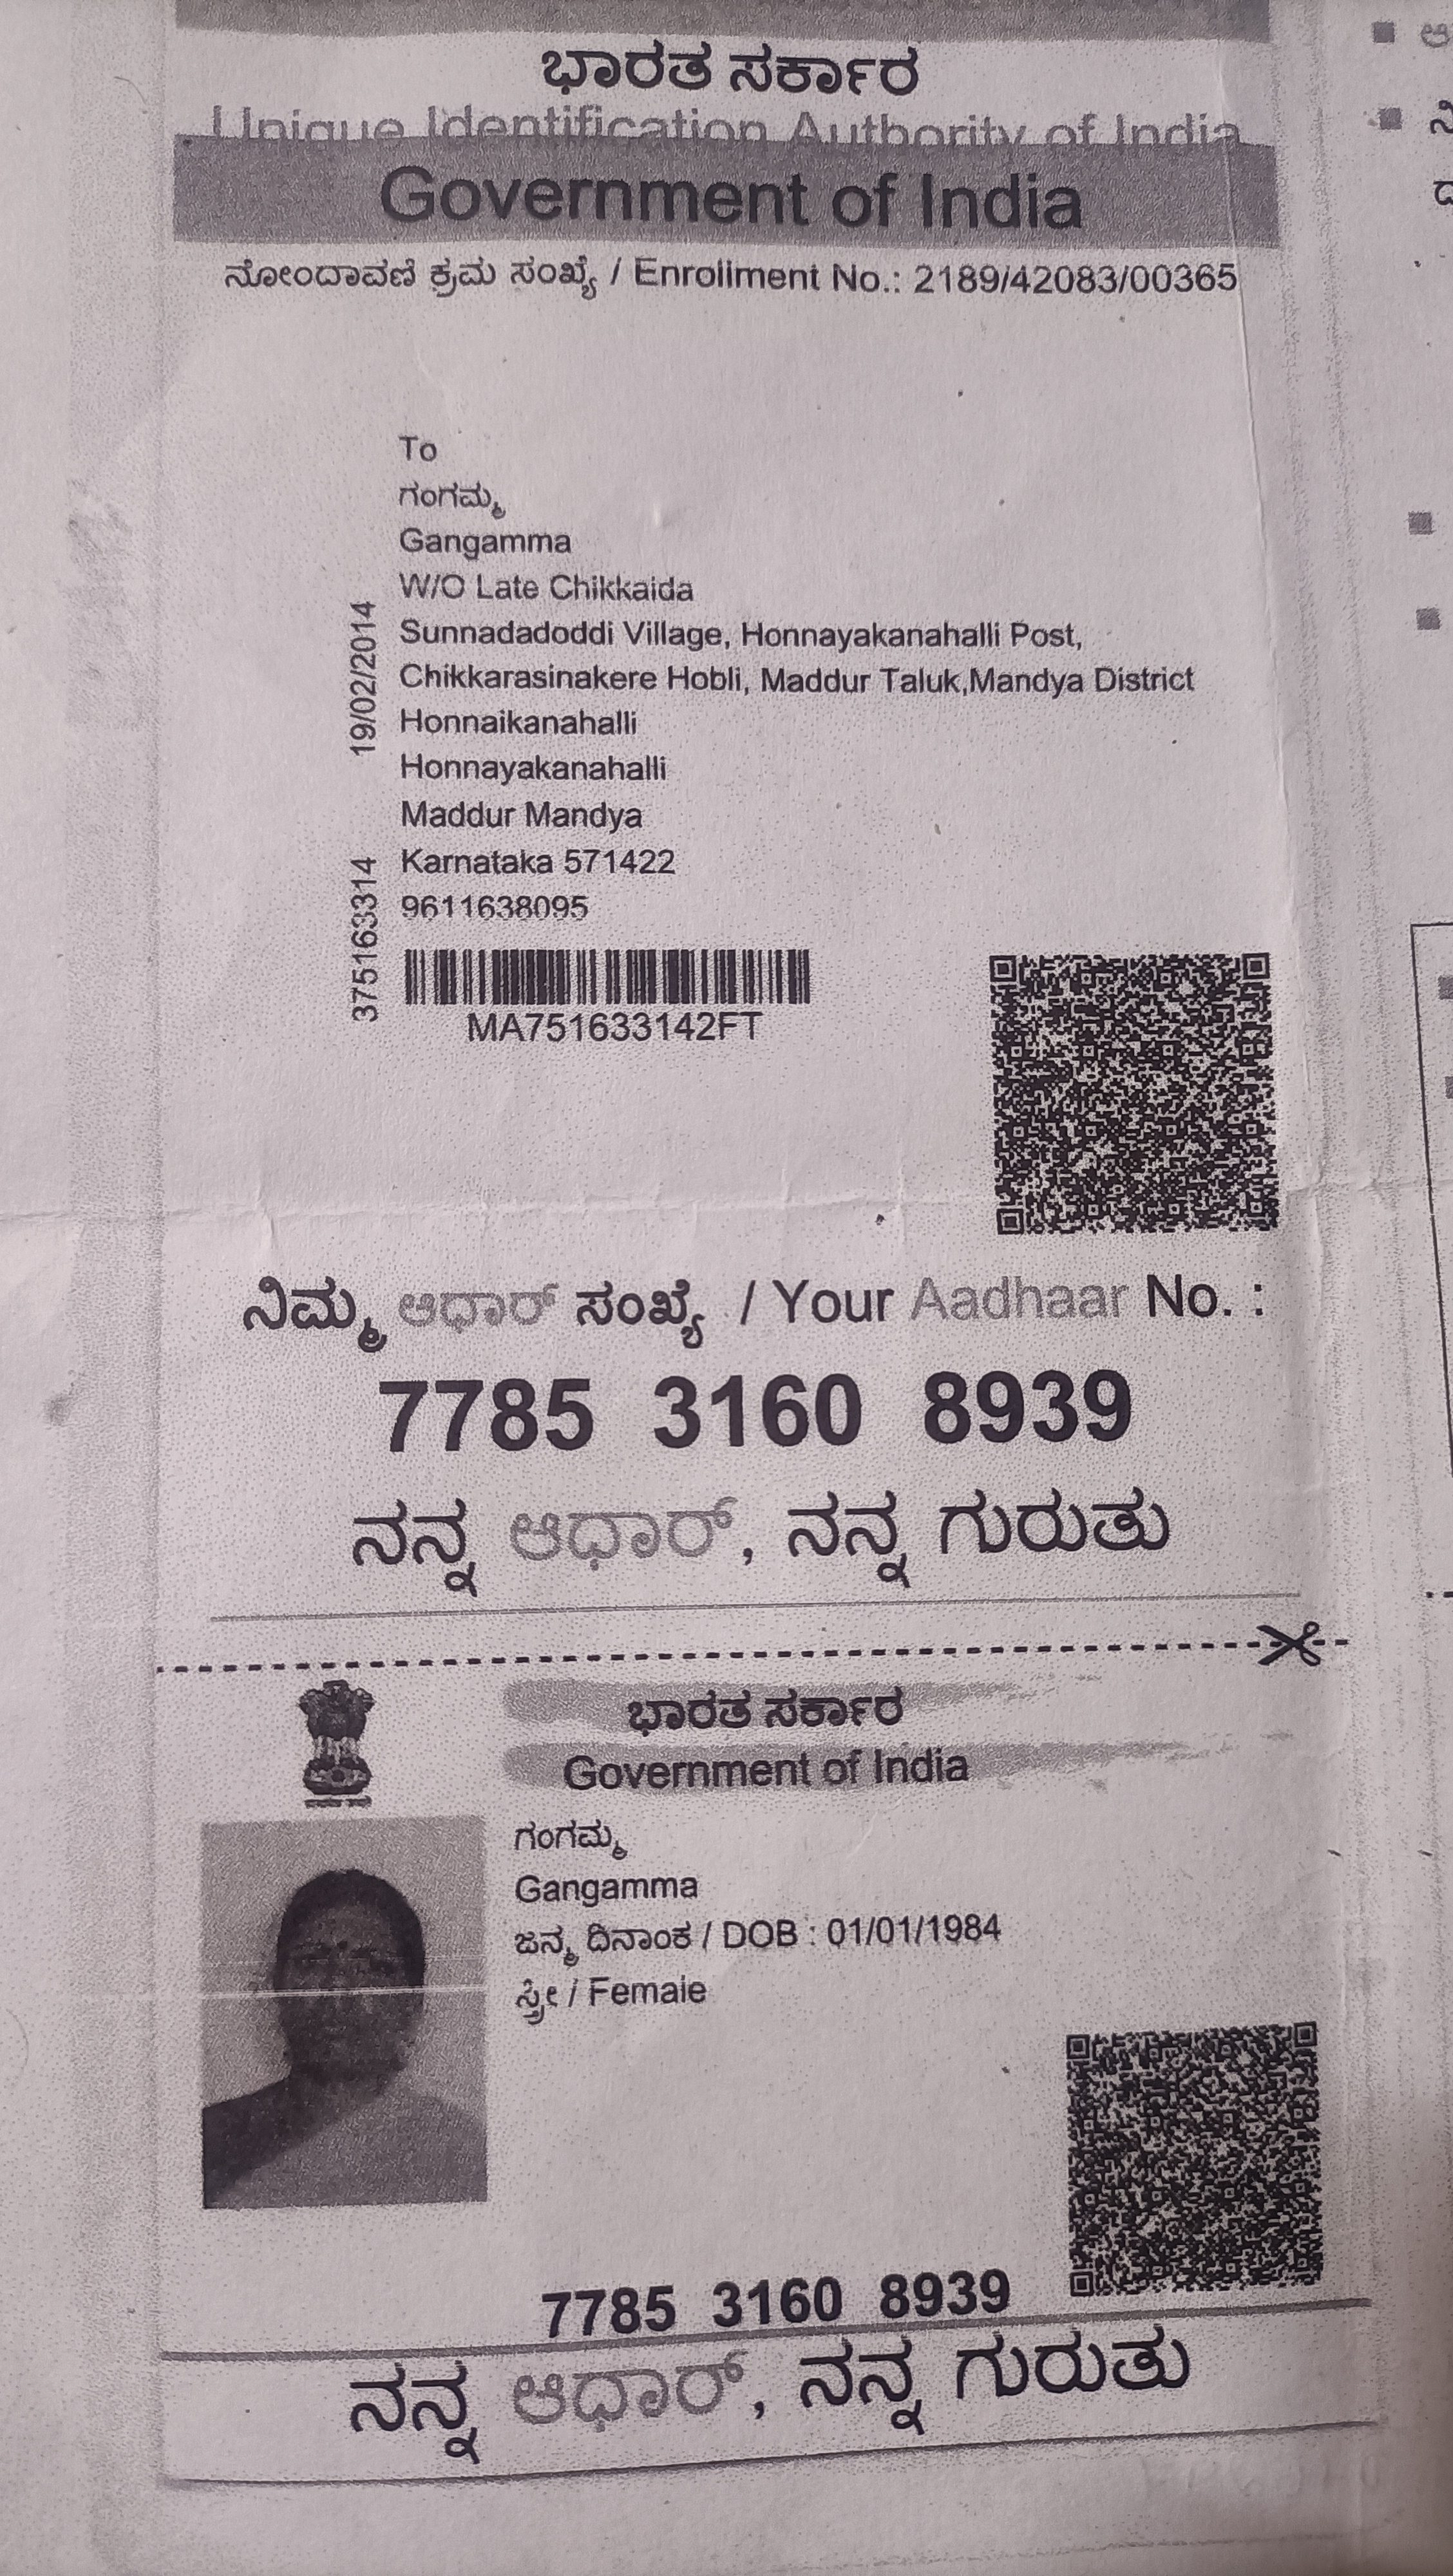 ಭಾರತ ಸರ್ಕಾರ
Unique Identification Authority of India
Government of India
ನೋಂದಾವಣೆ ಕ್ರಮ ಸಂಖ್ಯೆ / Enrollment No.: 2189/42083/00365
To
ಗಂಗಮ್ಮ
Gangamma
W/O Late Chikkaida
Sunnadadoddi Village, Honnayakanahalli Post,
Chikkarasinakere Hobli, Maddur Taluk,Mandya District
Honnaikanahalli
Honnayakanahalli
Maddur Mandya
Karnataka 571422
9611638095
19/02/2014
375163314
MA751633142FT
ನಿಮ್ಮ ಆಧಾರ್ ಸಂಖ್ಯೆ / Your Aadhaar No. :
7785 3160 8939
ನನ್ನ ಆಧಾರ್, ನನ್ನ ಗುರುತು
ಭಾರತ ಸರ್ಕಾರ
Government of India
ಗಂಗಮ್ಮ
Gangamma
ಜನ್ಮ ದಿನಾಂಕ / DOB : 01/01/1984
ಸ್ತ್ರೀ / Female
7785 3160 8939
ನನ್ನ ಆಧಾರ್, ನನ್ನ ಗುರುತು